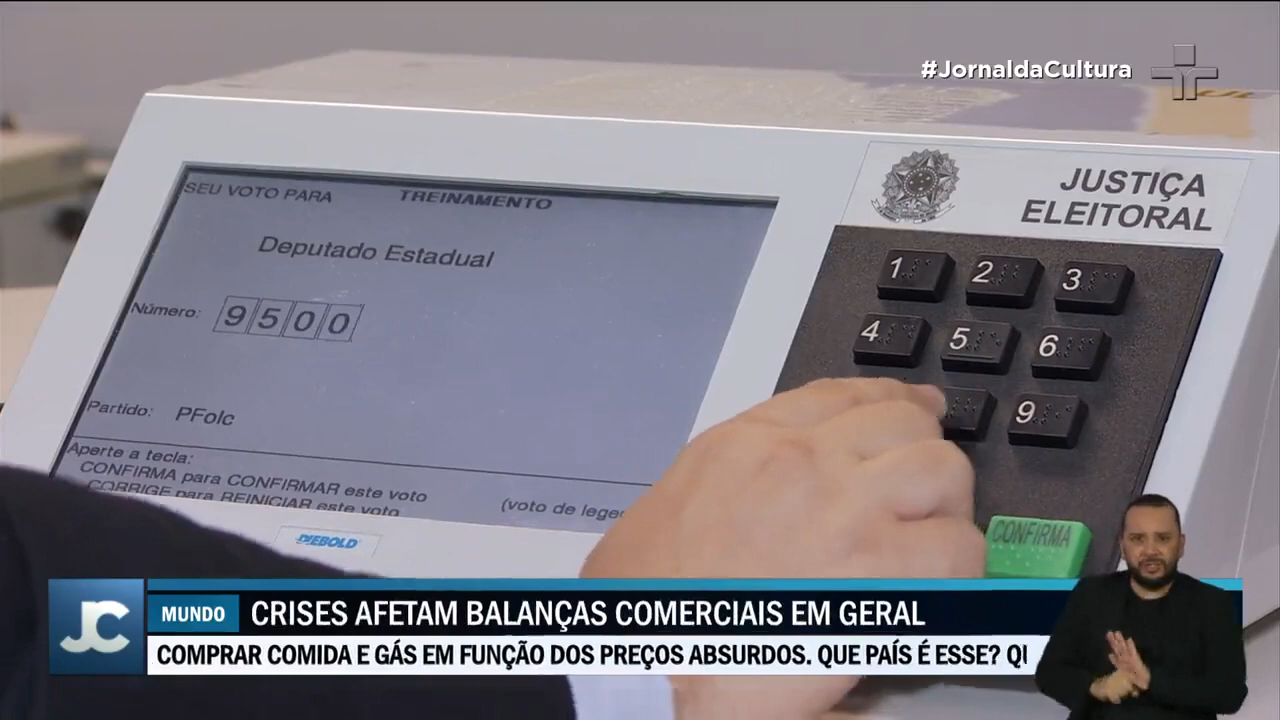 #JornaldaCultura
SEU VOTO PARA TREINAMENTO
Deputado Estadual
Número: 9500
Partido: PFolc
Aperte a tecla:
CONFIRMA para CONFIRMAR este voto
CORRIGE para REINICIAR este voto (voto de
JUSTIÇA
ELEITORAL
1 2 3
4 5 6
9
CONFIRMA
DIEBOLD
JC
MUNDO CRISES AFETAM BALANÇAS COMERCIAIS EM GERAL
COMPRAR COMIDA E GÁS EM FUNÇÃO DOS PREÇOS ABSURDOS. QUE PAÍS É ESSE?